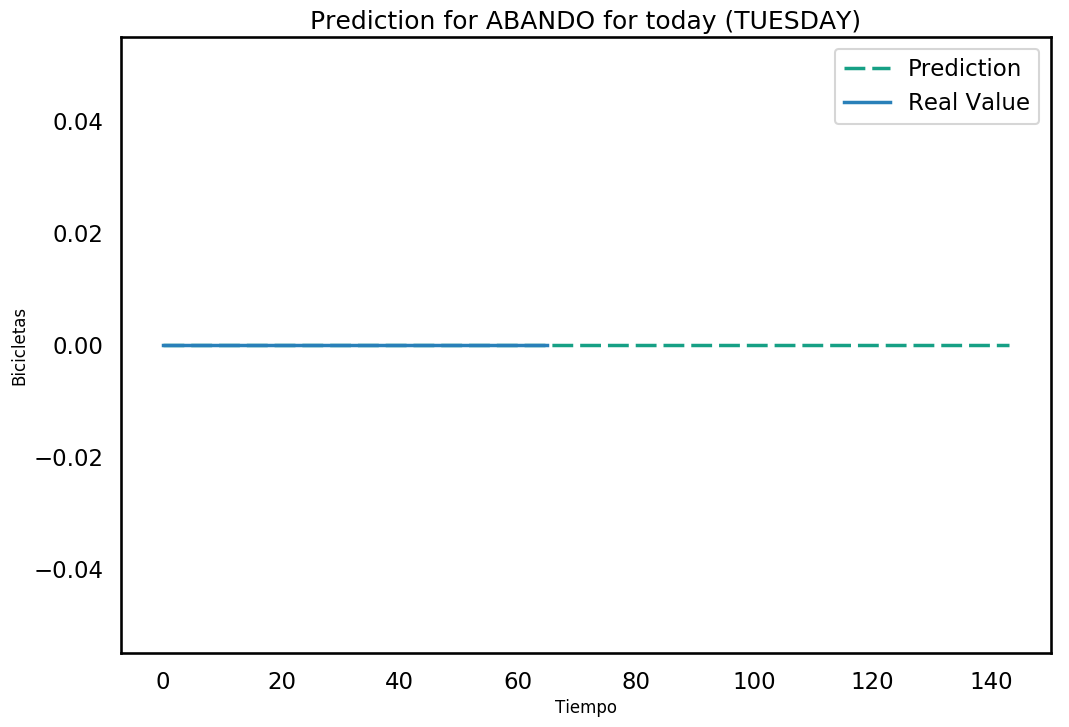 Prediction for ABANDO for today (TUESDAY)
Prediction
Real Value
0.04
0.02
0.00
−0.02
−0.04
Bicicletas
0 20 40 60 80 100 120 140
Tiempo